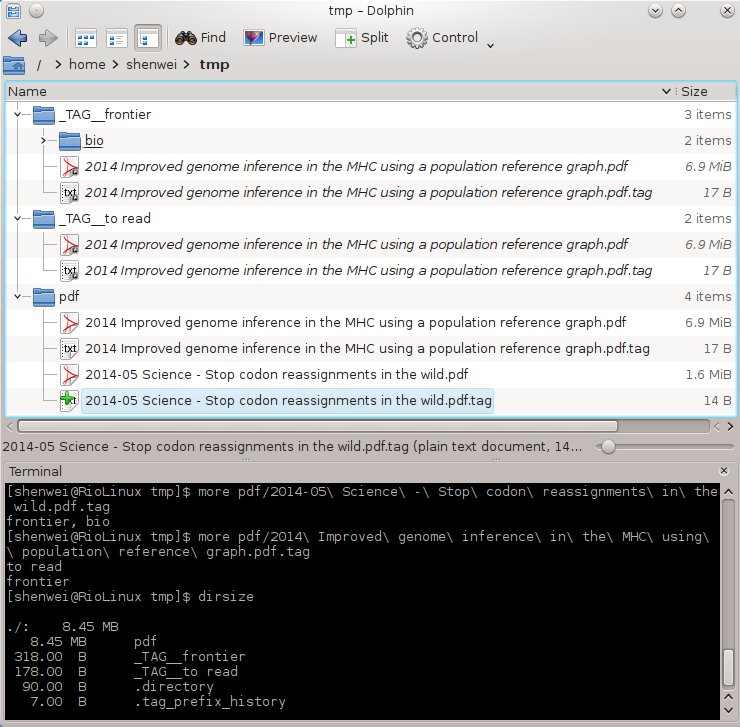 tmp – Dolphin
Find Preview Split Control
/ > home > shenwei > tmp
Name Size
_TAG__frontier 3 items
bio 2 items
2014 Improved genome inference in the MHC using a population reference graph.pdf 6.9 MiB
2014 Improved genome inference in the MHC using a population reference graph.pdf.tag 17 B
_TAG__to read 2 items
2014 Improved genome inference in the MHC using a population reference graph.pdf 6.9 MiB
2014 Improved genome inference in the MHC using a population reference graph.pdf.tag 17 B
pdf 4 items
2014 Improved genome inference in the MHC using a population reference graph.pdf 6.9 MiB
2014 Improved genome inference in the MHC using a population reference graph.pdf.tag 17 B
2014-05 Science - Stop codon reassignments in the wild.pdf 1.6 MiB
2014-05 Science - Stop codon reassignments in the wild.pdf.tag 14 B
2014-05 Science - Stop codon reassignments in the wild.pdf.tag (plain text document, 14...
Terminal
[shenwei@RioLinux tmp]$ more pdf/2014-05\ Science\ -\ Stop\ codon\ reassignments\ in\ the
 wild.pdf.tag
frontier, bio
[shenwei@RioLinux tmp]$ more pdf/2014\ Improved\ genome\ inference\ in\ the\ MHC\ using\
\ population\ reference\ graph.pdf.tag
to read
frontier
[shenwei@RioLinux tmp]$ dirsize
./: 8.45 MB
8.45 MB pdf
318.00 B _TAG__frontier
178.00 B _TAG__to read
90.00 B .directory
7.00 B .tag_prefix_history